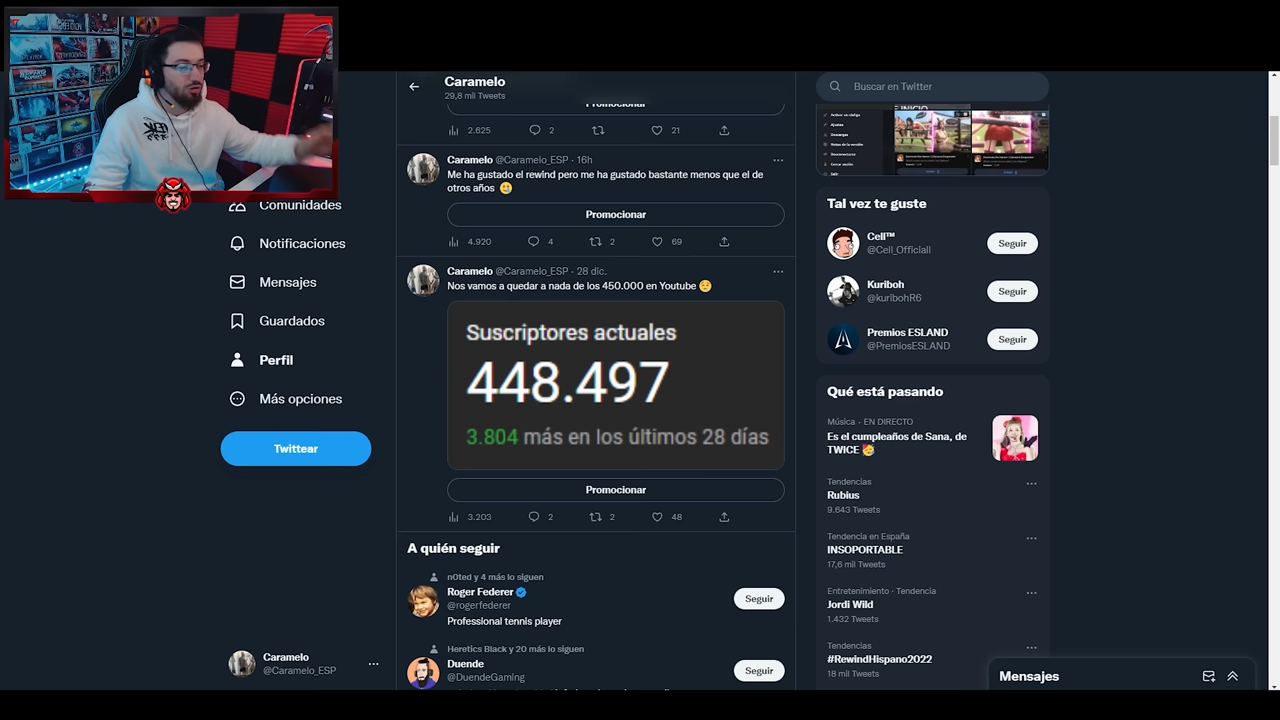 Caramelo
29,8 mil Tweets
Buscar en Twitter
Promocionar
2.625 2 21
Caramelo @Caramelo_ESP · 16h
Me ha gustado el rewind pero me ha gustado bastante menos que el de
otros años 🥲
Promocionar
4.920 4 2 69
Caramelo @Caramelo_ESP · 28 dic.
Nos vamos a quedar a nada de los 450.000 en Youtube
Suscriptores actuales
448.497
3.804 más en los últimos 28 días
Promocionar
3.203 2 2 48
A quién seguir
n0ted y 4 más lo siguen
Roger Federer
@rogerfederer
Professional tennis player
Seguir
Heretics Black y 20 más lo siguen
Duende
@DuendeGaming
Seguir
Comunidades
Notificaciones
Mensajes
Guardados
Perfil
Más opciones
Twittear
Caramelo
@Caramelo_ESP
Tal vez te guste
Cell™
@Cell_Officiall
Seguir
Kuriboh
@kuribohR6
Seguir
Premios ESLAND
@PremiosESLAND
Seguir
Qué está pasando
Música · EN DIRECTO
Es el cumpleaños de Sana, de
TWICE 🥳
Tendencias
Rubius
9.643 Tweets
Tendencia en España
INSOPORTABLE
17,6 mil Tweets
Entretenimiento · Tendencia
Jordi Wild
1.432 Tweets
Tendencias
#RewindHispano2022
18 mil Tweets
Mensajes